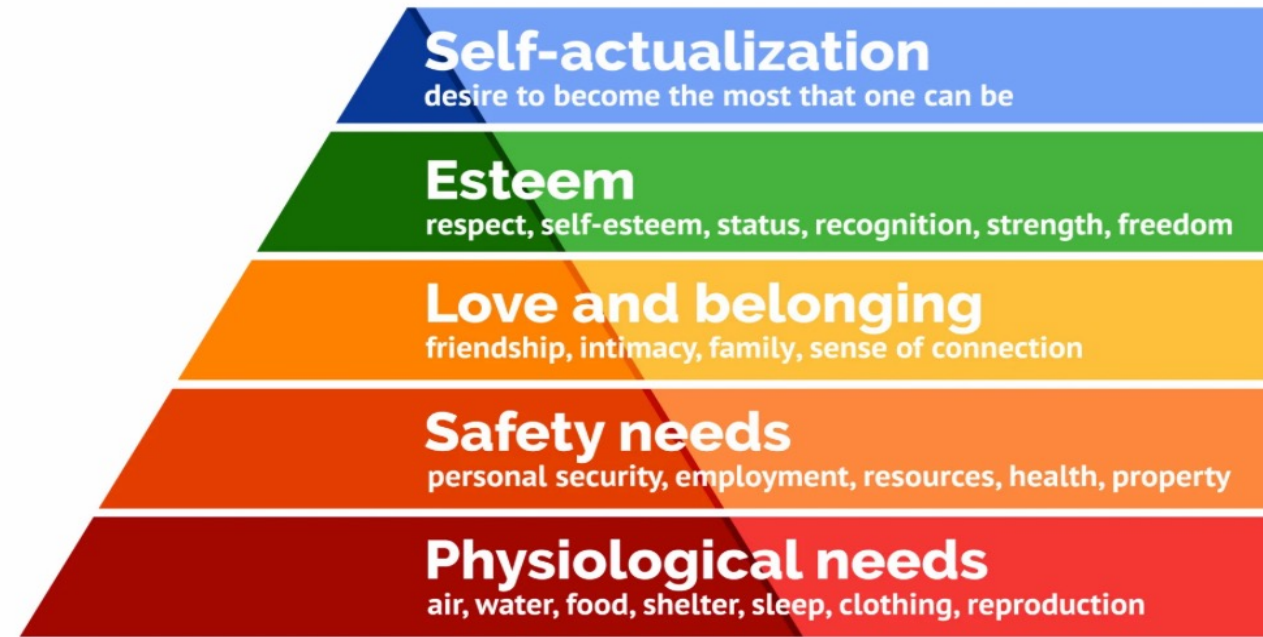 Self-actualization
desire to become the most that one can be
Esteem
respect, self-esteem, status, recognition, strength, freedom
Love and belonging
friendship, intimacy, family, sense of connection
Safety needs
personal security, employment, resources, health, property
Physiological needs
air, water, food, shelter, sleep, clothing, reproduction